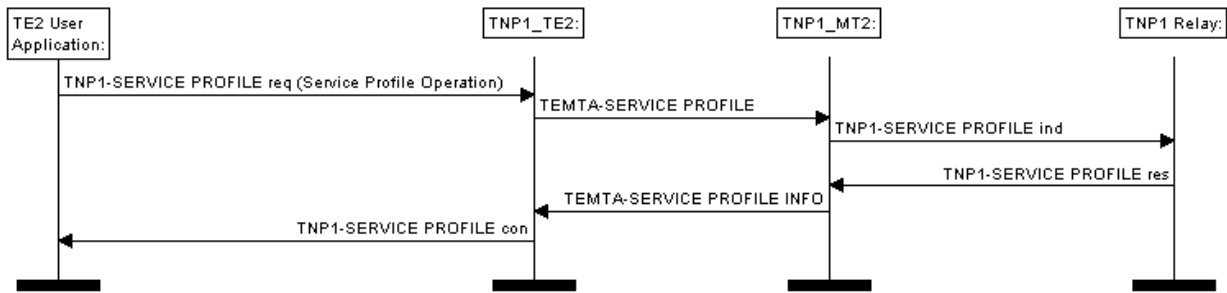 TE2 User
Application:
TNP1_TE2:
TNP1_MT2:
TNP1 Relay:
TNP1-SERVICE PROFILE req (Service Profile Operation)
TEMTA-SERVICE PROFILE
TNP1-SERVICE PROFILE ind
TNP1-SERVICE PROFILE res
TEMTA-SERVICE PROFILE INFO
TNP1-SERVICE PROFILE con